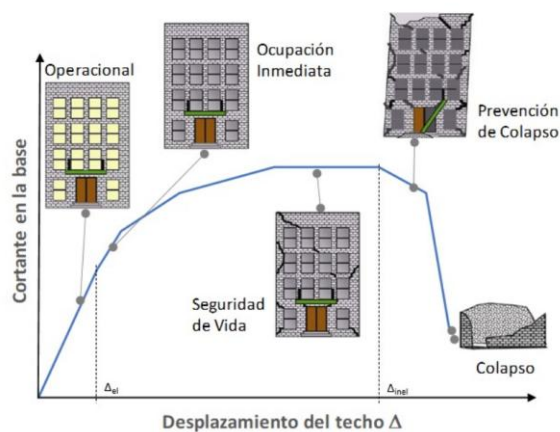 Operacional
Ocupación
Inmediata
Prevención
de Colapso
Cortante en la base
Seguridad
de Vida
Colapso
Δel
Δinel
Desplazamiento del techo Δ